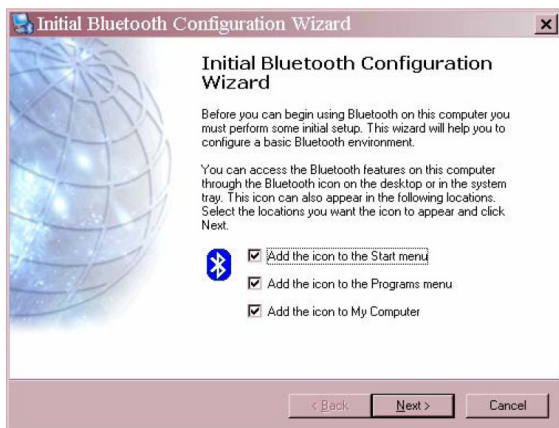 Initial Bluetooth Configuration Wizard
Initial Bluetooth Configuration
Wizard
Before you can begin using Bluetooth on this computer you
must perform some initial setup. This wizard will help you to
configure a basic Bluetooth environment.
You can access the Bluetooth features on this computer
through the Bluetooth icon on the desktop or in the system
tray. This icon can also appear in the following locations.
Select the locations you want the icon to appear and click
Next.
Add the icon to the Start menu
Add the icon to the Programs menu
Add the icon to My Computer
< Back Next > Cancel